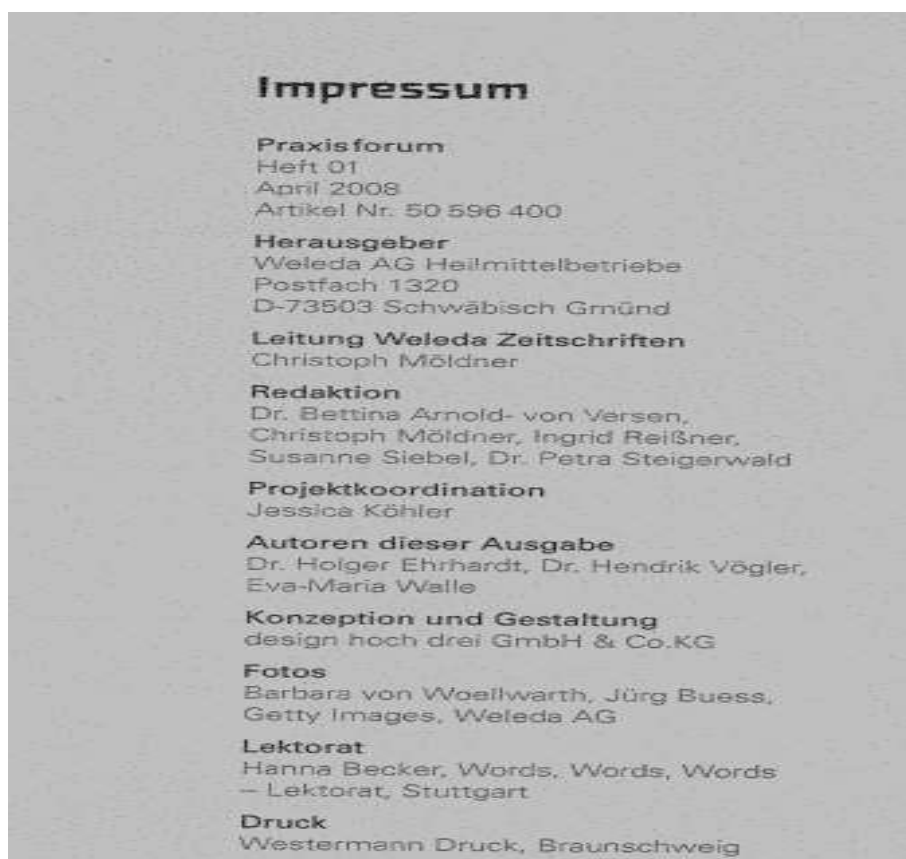 Impressum
Praxisforum
Heft 01
April 2008
Artikel Nr. 50 596 400
Herausgeber
Weleda AG Heilmittelbetriebe
Postfach 1320
D-73503 Schwäbisch Gmünd
Leitung Weleda Zeitschriften
Christoph Möldner
Redaktion
Dr. Bettina Arnold- von Versen,
Christoph Möldner, Ingrid Reißner,
Susanne Siebel, Dr. Petra Steigerwald
Projektkoordination
Jessica Köhler
Autoren dieser Ausgabe
Dr. Holger Ehrhardt, Dr. Hendrik Vögler,
Eva-Maria Walle
Konzeption und Gestaltung
design hoch drei GmbH & Co.KG
Fotos
Barbara von Woellwarth, Jürg Buess,
Getty Images, Weleda AG
Lektorat
Hanna Becker, Words, Words, Words
– Lektorat, Stuttgart
Druck
Westermann Druck, Braunschweig